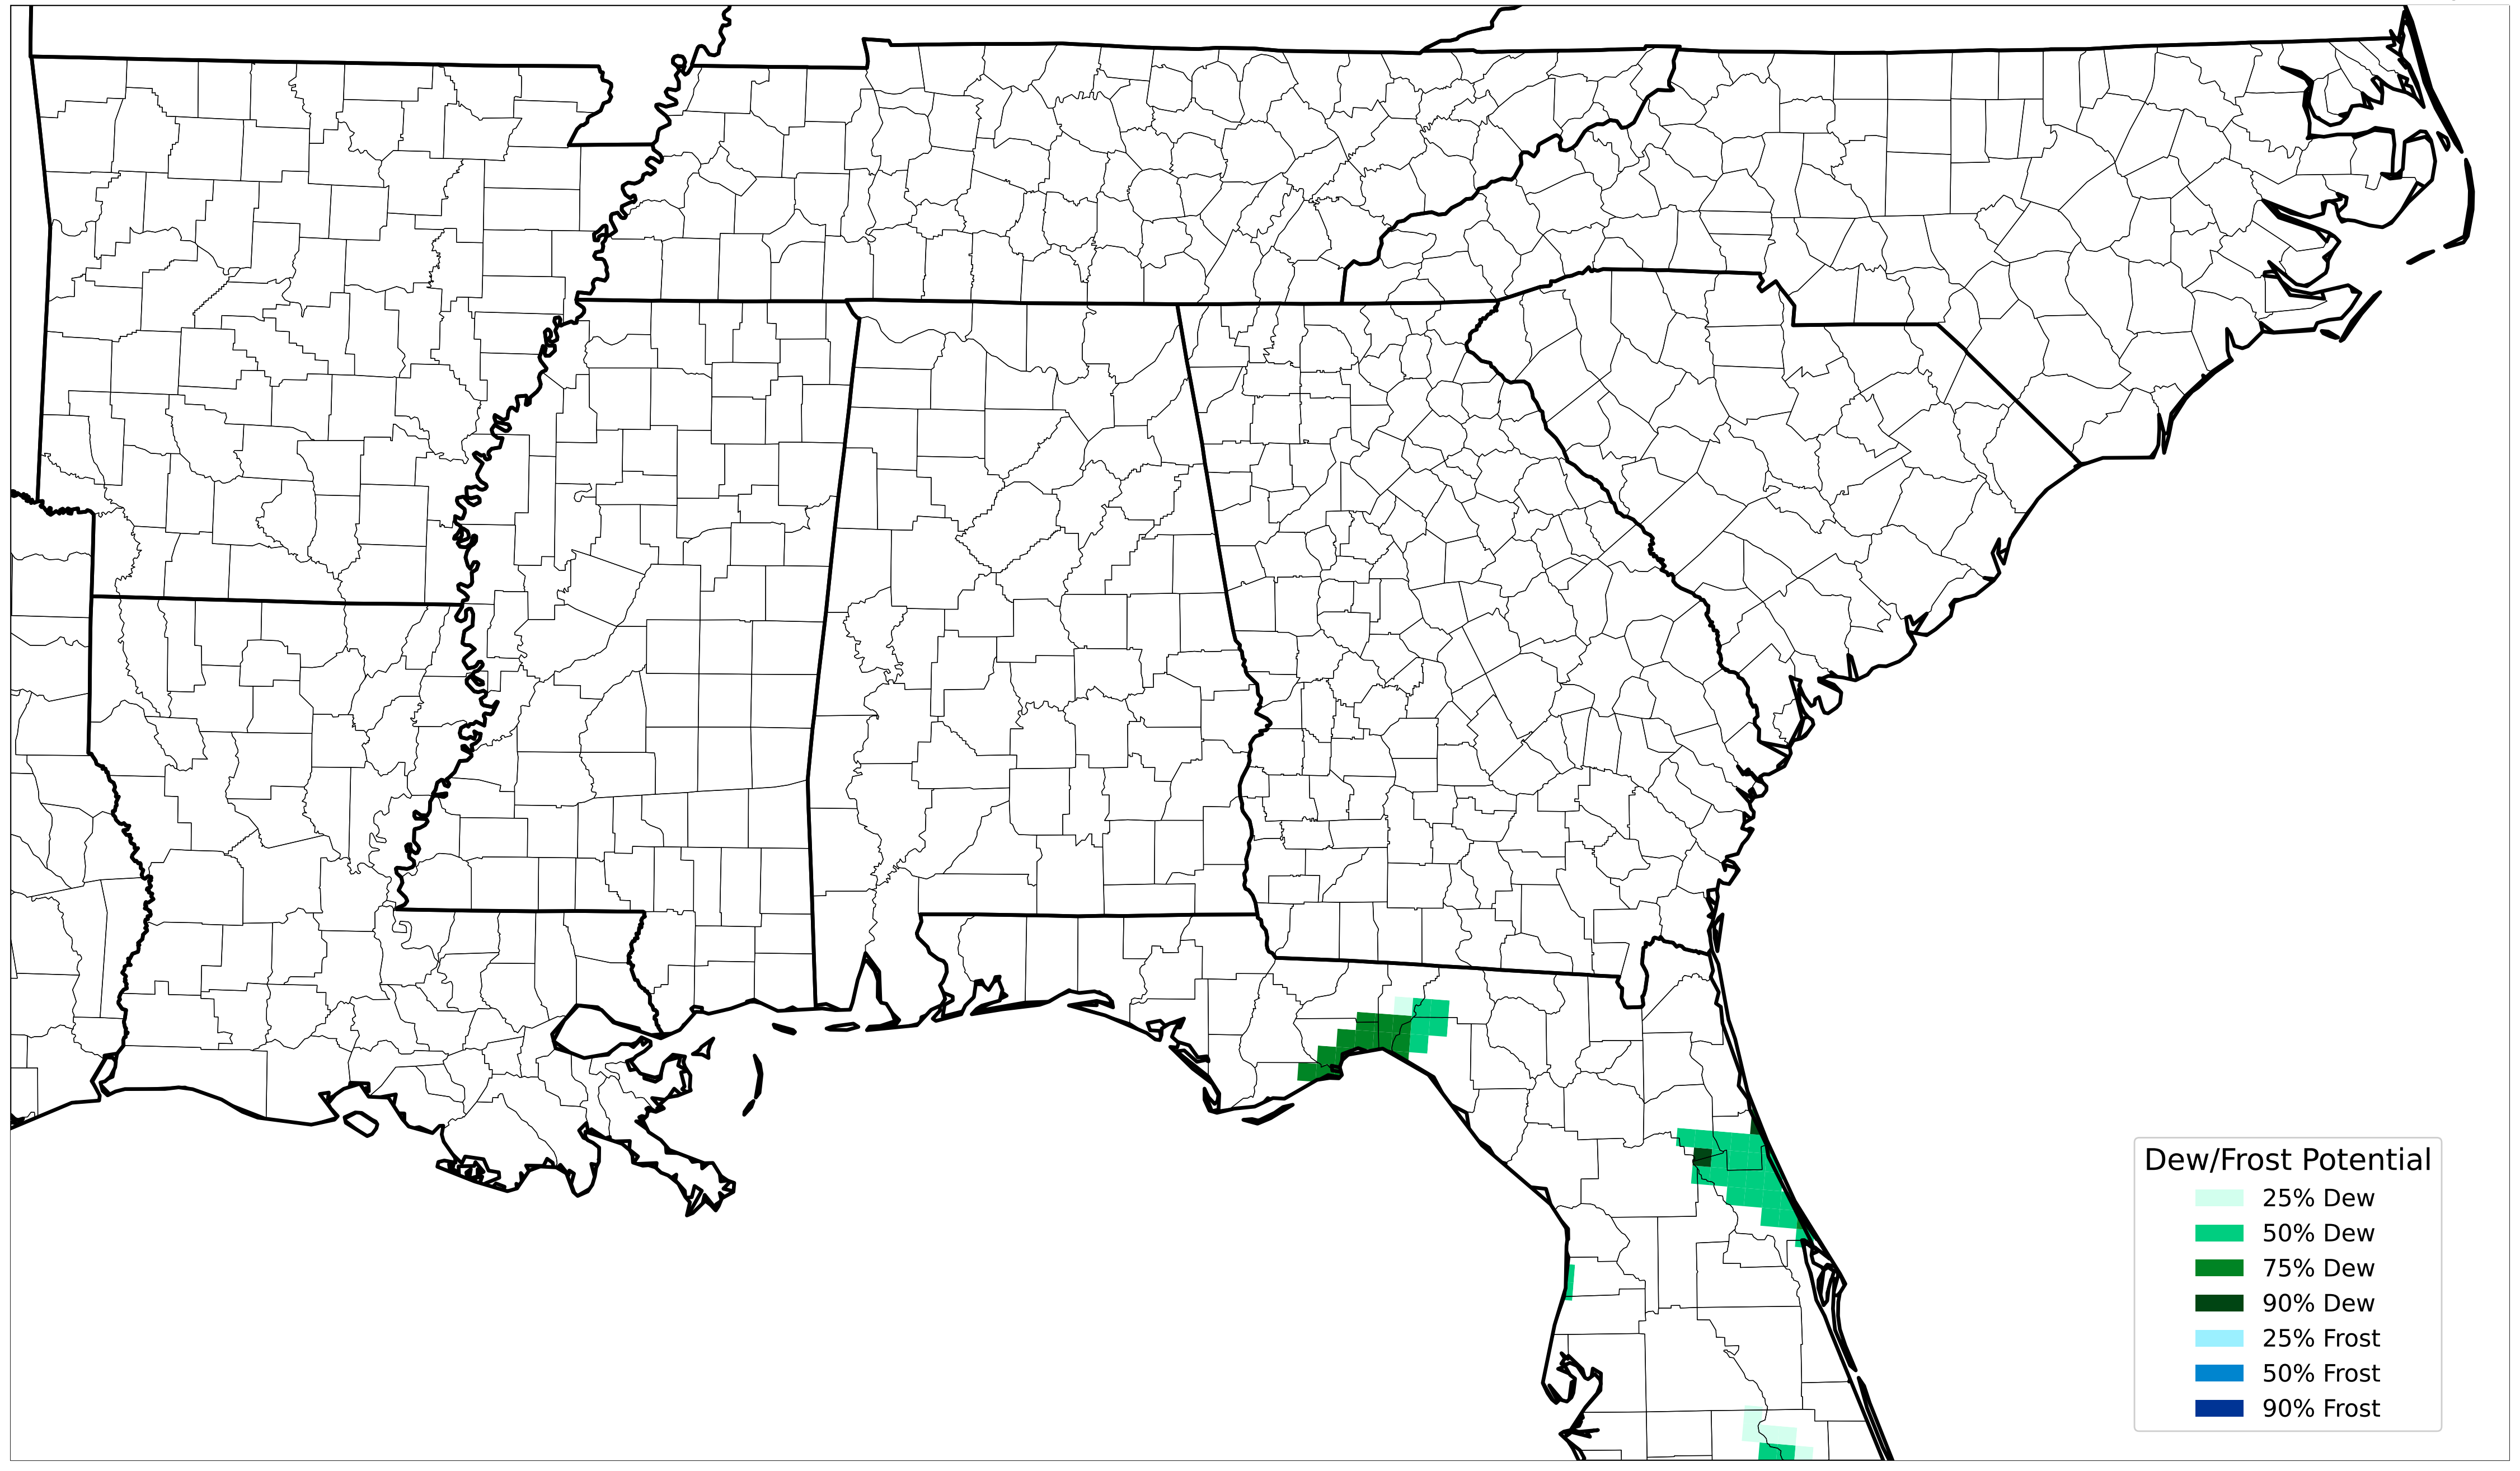 Dew/Frost Potential
25% Dew
50% Dew
75% Dew
90% Dew
25% Frost
50% Frost
90% Frost